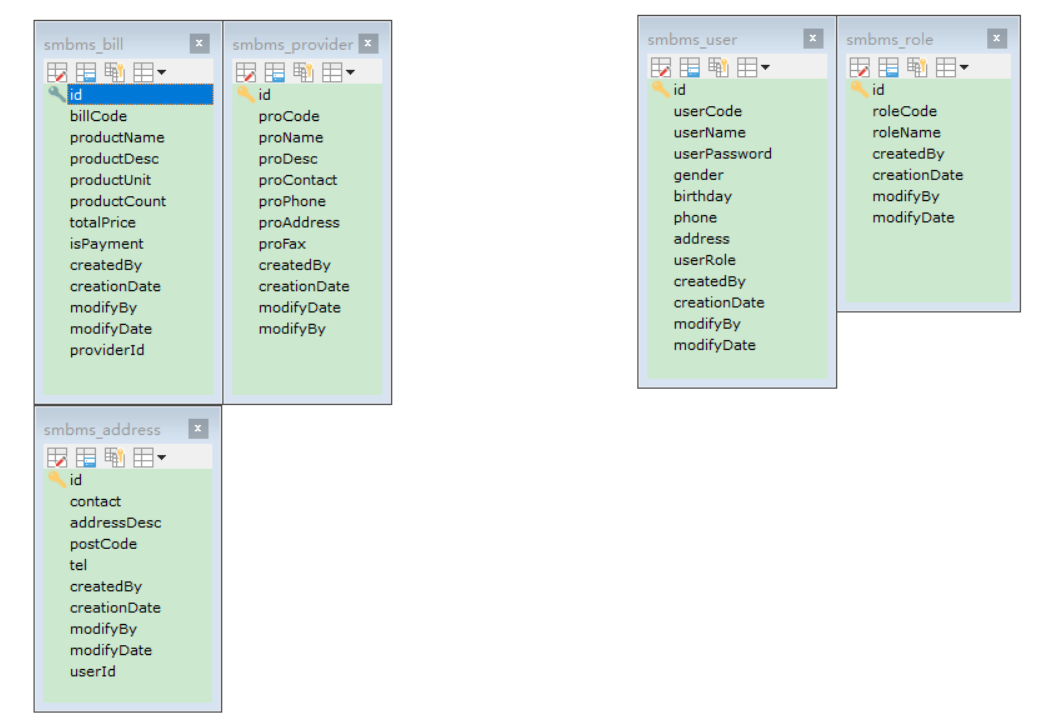 smbms_bill
id
billCode
productName
productDesc
productUnit
productCount
totalPrice
isPayment
createdBy
creationDate
modifyBy
modifyDate
providerId
smbms_provider
id
proCode
proName
proDesc
proContact
proPhone
proAddress
proFax
createdBy
creationDate
modifyDate
modifyBy
smbms_user
id
userCode
userName
userPassword
gender
birthday
phone
address
userRole
createdBy
creationDate
modifyBy
modifyDate
smbms_role
id
roleCode
roleName
createdBy
creationDate
modifyBy
modifyDate
smbms_address
id
contact
addressDesc
postCode
tel
createdBy
creationDate
modifyBy
modifyDate
userId